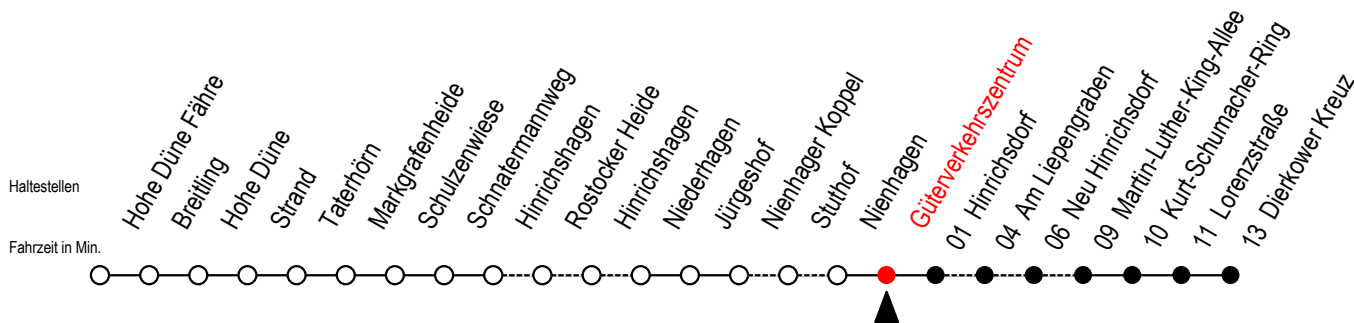 Haltestellen
Fahrzeit in Min.
Hohe Düne Fähre
Breitling
Hohe Düne
Strand
Taterhörn
Markgrafenheide
Schulzenwiese
Schnatermannweg
Hinrichshagen
Rostocker Heide
Hinrichshagen
Niederhagen
Jürgeshof
Nienhager Koppel
Stuthof
Nienhagen
Güterverkehrszentrum
01 Hinrichsdorf
04 Am Liepengraben
06 Neu Hinrichsdorf
09 Martin-Luther-King-Allee
10 Kurt-Schumacher-Ring
11 Lorenzstraße
13 Dierkower Kreuz